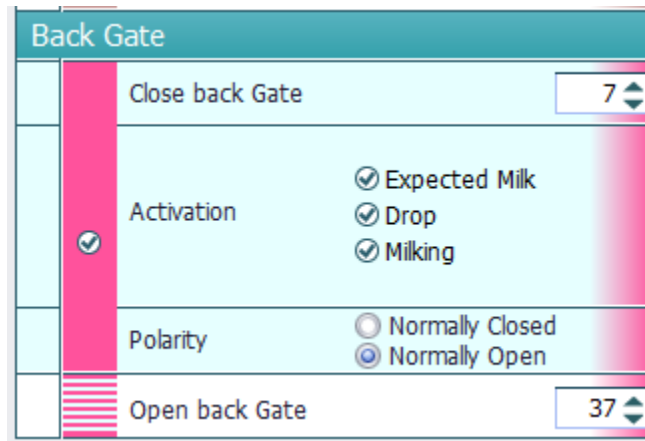 Back Gate
Close back Gate 7
Activation
Expected Milk
Drop
Milking
Polarity
Normally Closed
Normally Open
Open back Gate 37